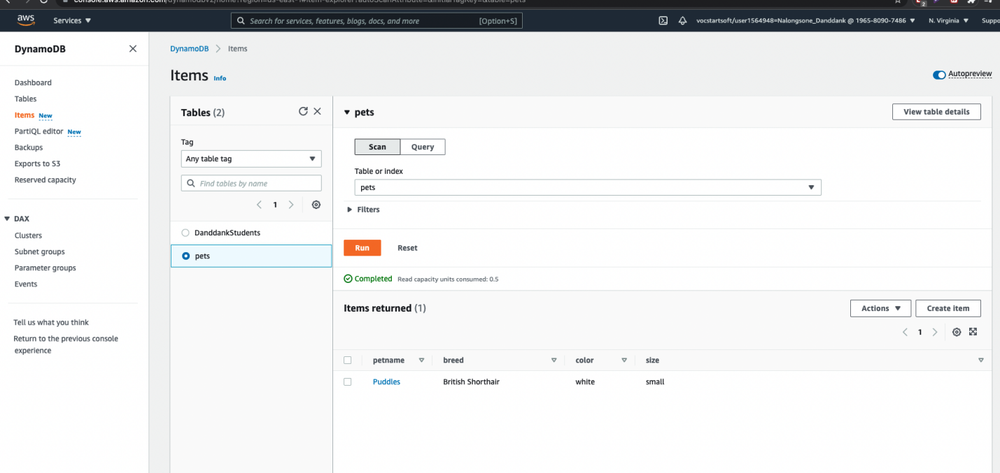 console.aws.amazon.com/dynamodbv2/home?region=us-east-1#item-explorer?autoScanAttribute=&initialTagKey=&table=pets
2
aws Services Search for services, features, blogs, docs, and more [Option+S] vocstartsoft/user1564948=Nalongsone_Danddank @ 1965-8090-7486 N. Virginia Suppo
DynamoDB
Dashboard
Tables
Items New
PartiQL editor New
Backups
Exports to S3
Reserved capacity
DAX
Clusters
Subnet groups
Parameter groups
Events
Tell us what you think
Return to the previous console
experience
DynamoDB Items
Items Info
Autopreview
Tables (2)
Tag
Any table tag
Find tables by name
1
DanddankStudents
pets
pets
View table details
Scan Query
Table or index
pets
Filters
Run Reset
Completed Read capacity units consumed: 0.5
Items returned (1)
Actions Create item
1
petname breed color size
Puddles British Shorthair white small